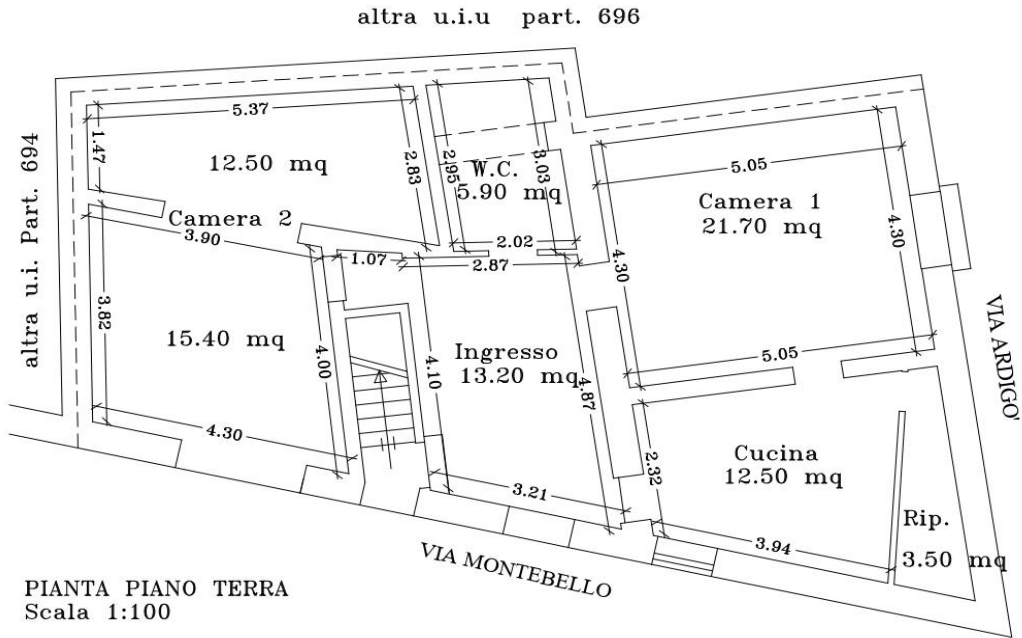 altra u.i.u part. 696
altra u.i. Part. 694
5.37
1.47
12.50 mq
2.83
2.95
W.C.
5.90 mq
3.03
5.05
Camera 1
21.70 mq
4.30
4.30
Camera 2
3.90
1.07
2.02
2.87
3.82
15.40 mq
4.00
4.10
Ingresso
13.20 mq
4.87
5.05
4.30
3.21
2.32
Cucina
12.50 mq
3.94
Rip.
3.50 mq
VIA ARDIGO'
VIA MONTEBELLO
PIANTA PIANO TERRA
Scala 1:100